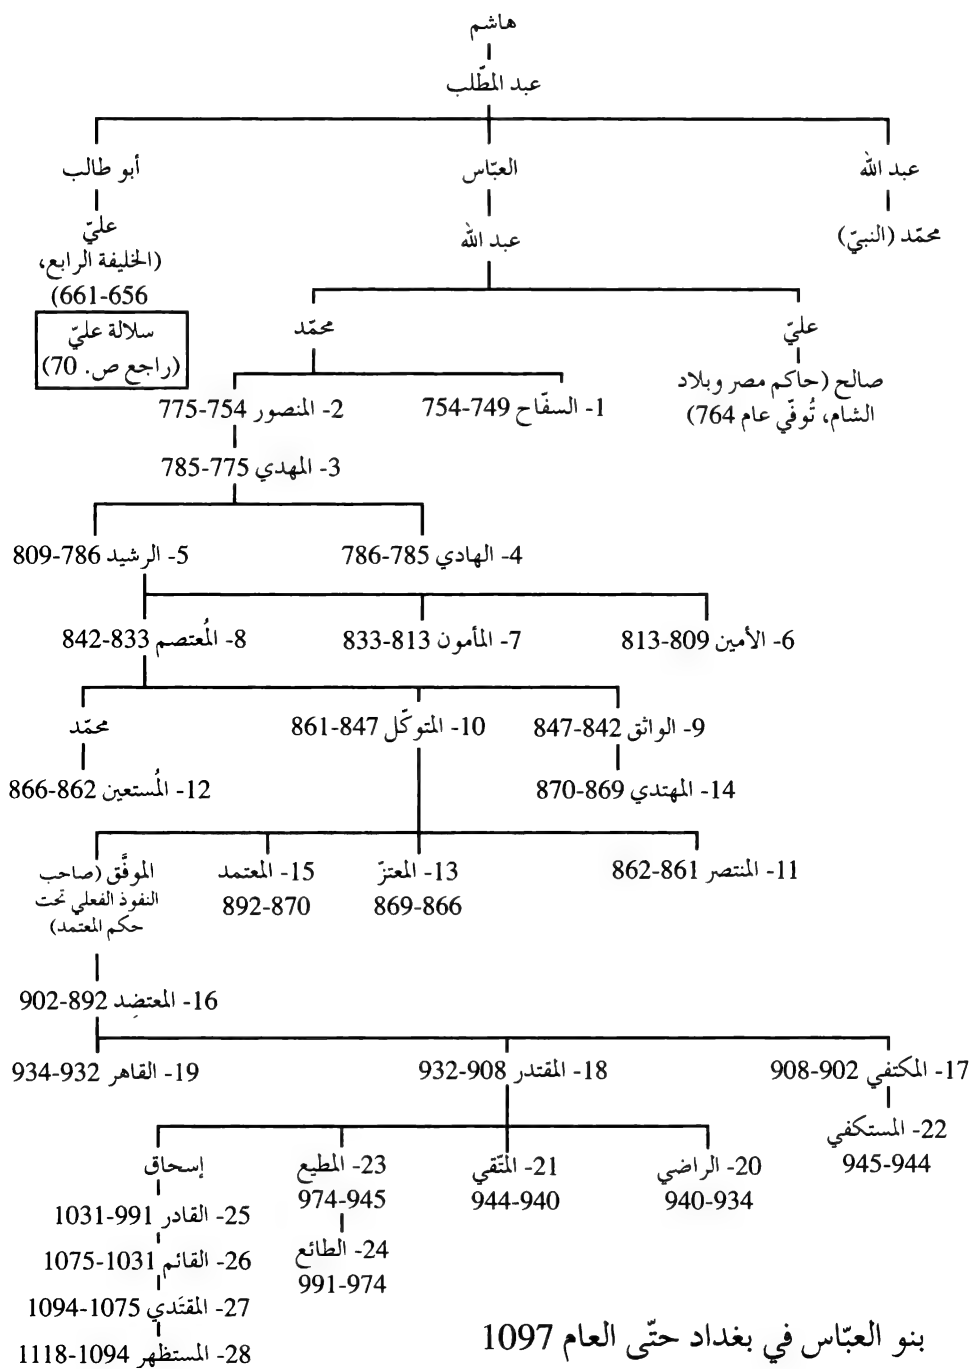 هاشم
عبد المطّلب
عبد الله
العبّاس
أبو طالب
محمّد (النبيّ)
عبد الله
عليّ
(الخليفة الرابع،
661-656)
سلالة عليّ
(راجع ص. 70)
عليّ
محمّد
صالح (حاكم مصر وبلاد
الشام، تُوفّي عام 764)
1- السفّاح 749-754
2- المنصور 754-775
3- المهدي 775-785
4- الهادي 785-786
5- الرشيد 786-809
6- الأمين 809-813
7- المأمون 813-833
8- المُعتصم 833-842
9- الواثق 842-847
10- المتوكّل 847-861
محمّد
14- المهتدي 869-870
12- المُستعين 862-866
11- المنتصر 861-862
13- المعتزّ
869-866
15- المعتمد
892-870
الموفَّق (صاحب
النفوذ الفعلي تحت
حكم المعتمد)
16- المعتضِد 892-902
17- المكتفي 902-908
18- المقتدر 908-932
19- القاهر 932-934
22- المستكفي
945-944
20- الراضي
940-934
21- المتّقي
944-940
23- المطيع
974-945
إسحاق
24- الطائع
991-974
25- القادر 991-1031
26- القائم 1031-1075
27- المقتَدي 1075-1094
28- المستظهر 1094-1118
بنو العبّاس في بغداد حتّى العام 1097